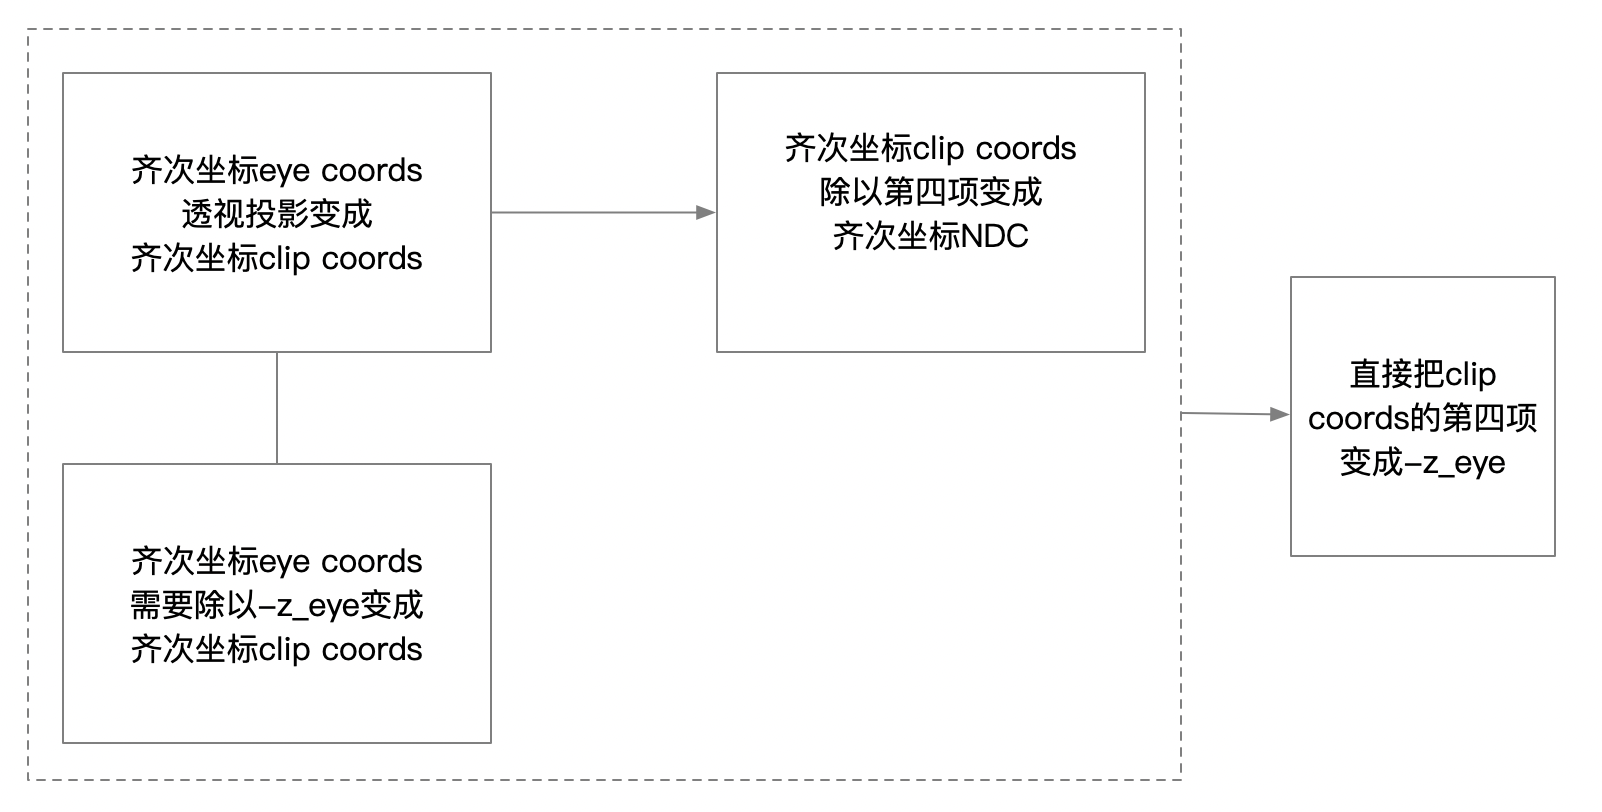 齐次坐标eye coords
透视投影变成
齐次坐标clip coords
齐次坐标clip coords
除以第四项变成
齐次坐标NDC
齐次坐标eye coords
需要除以-z_eye变成
齐次坐标clip coords
直接把clip
coords的第四项
变成-z_eye